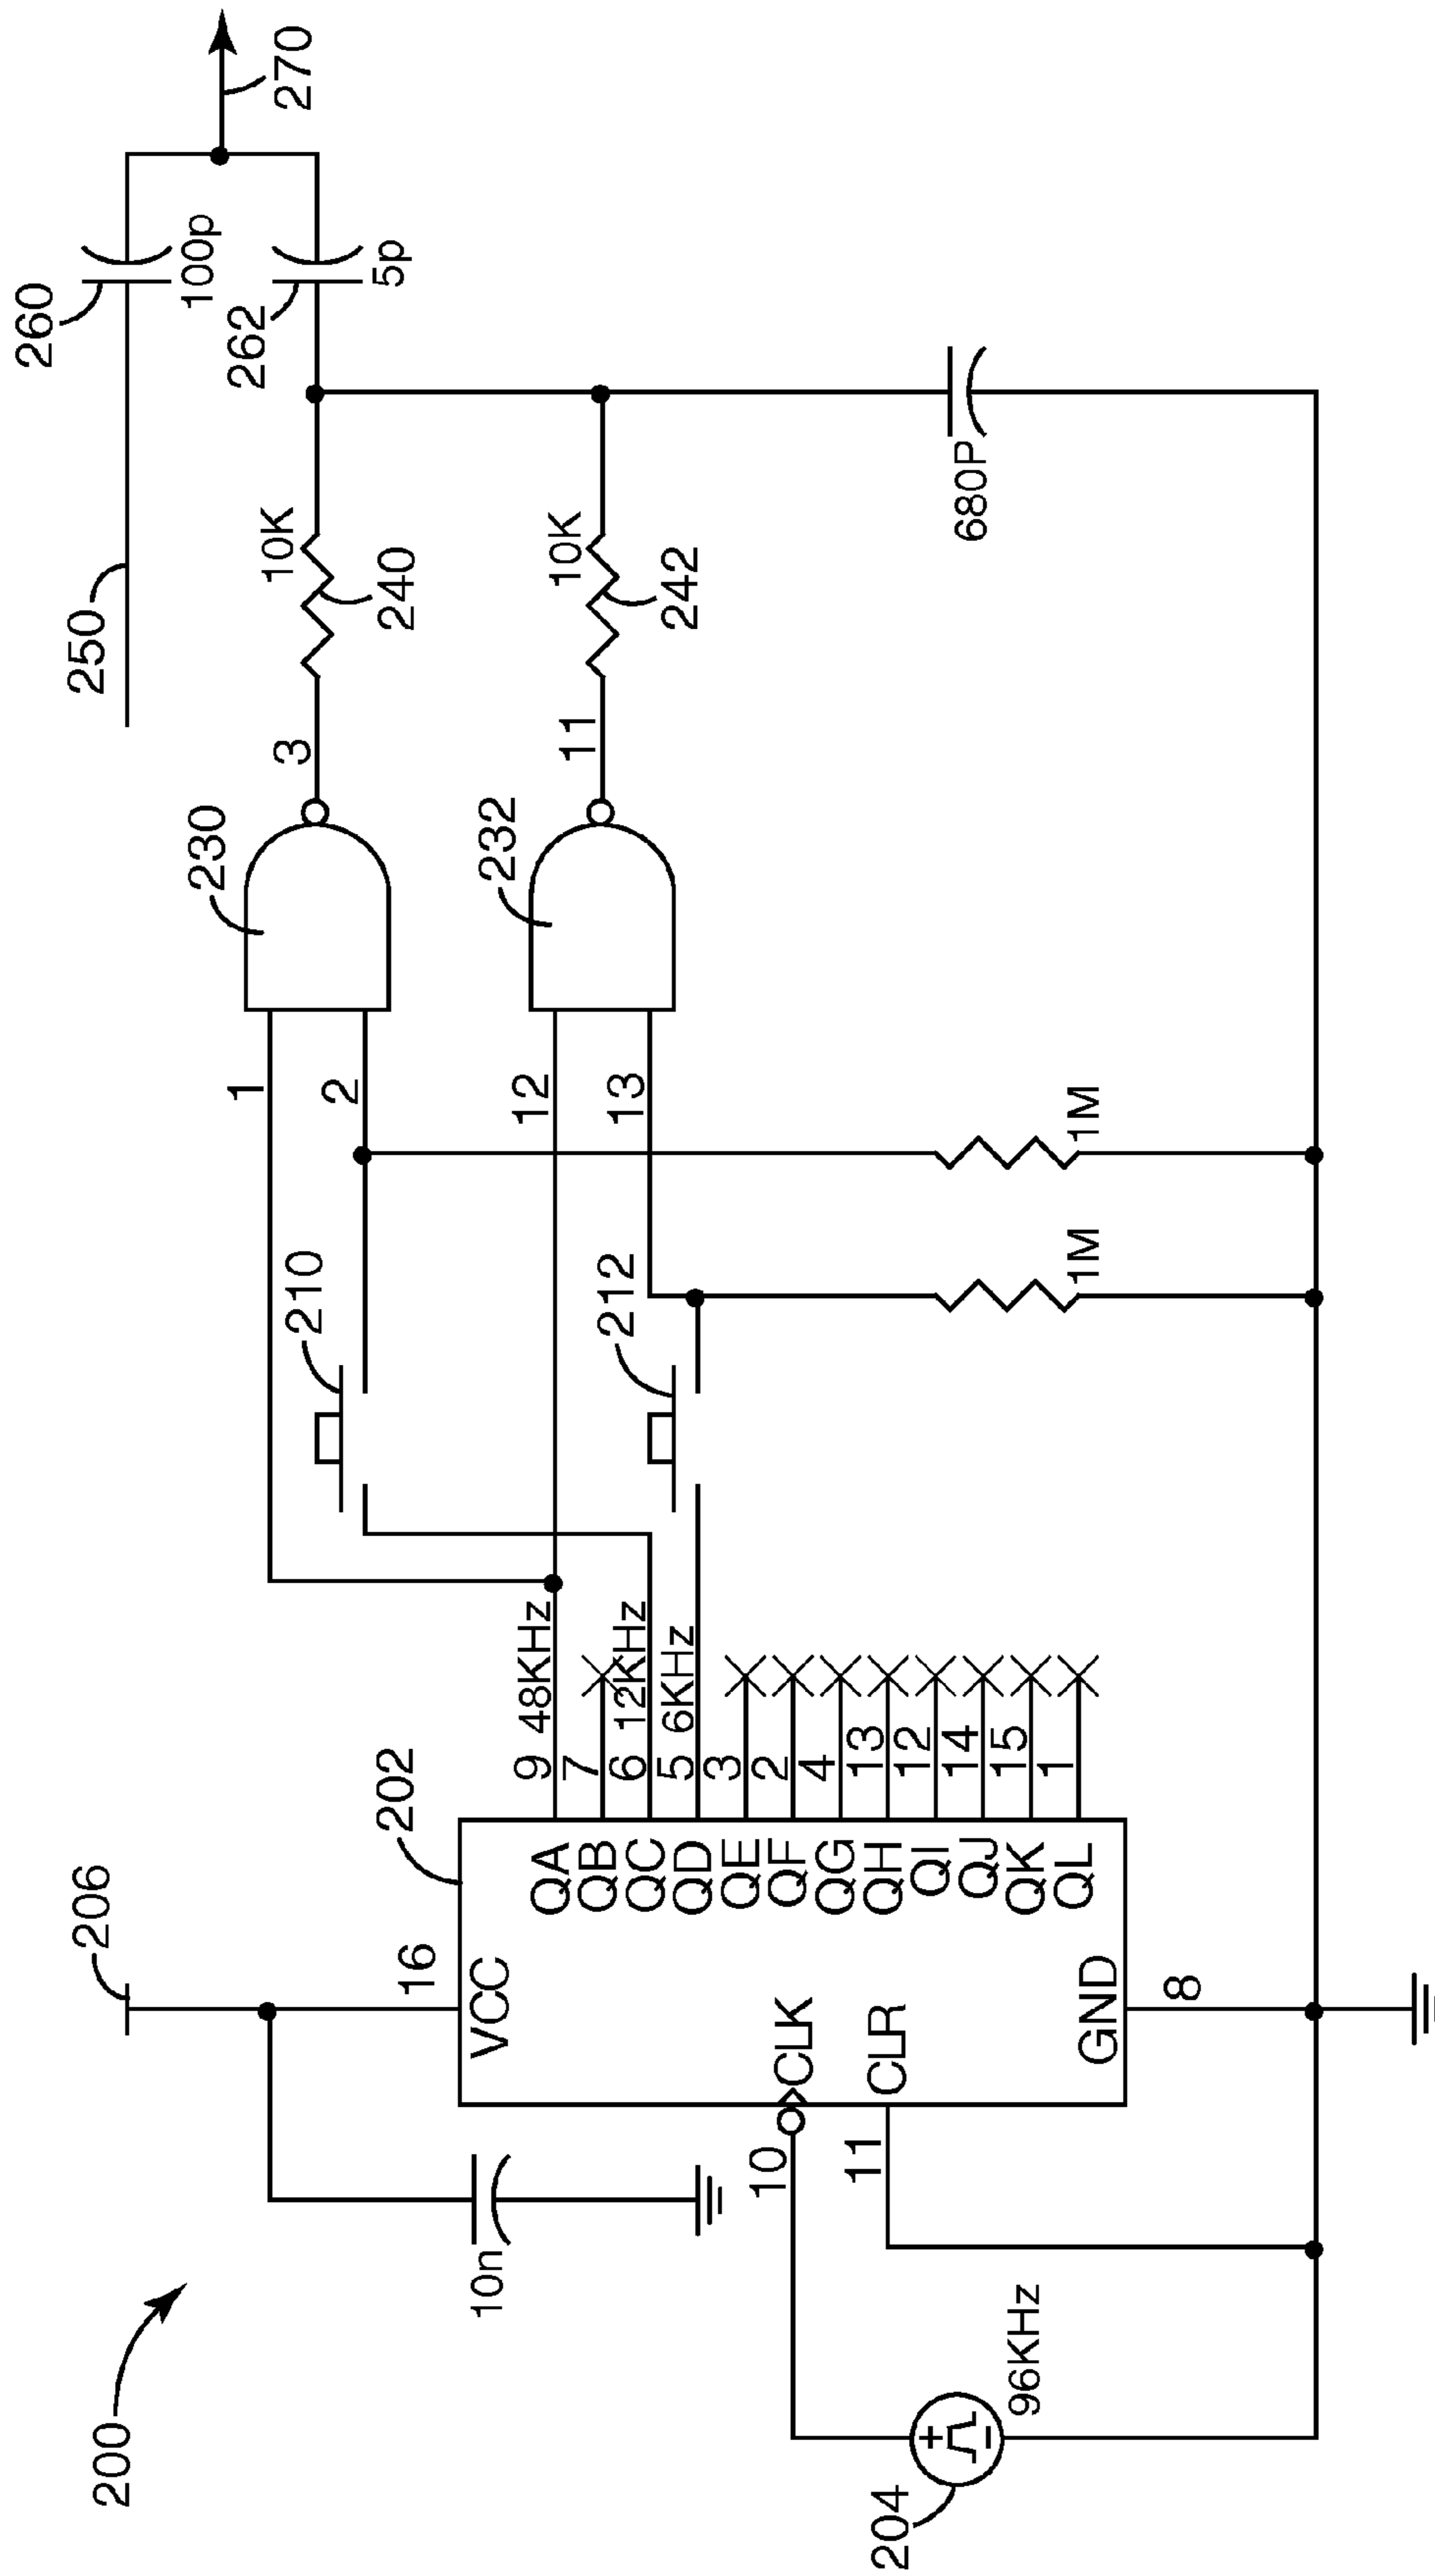 200
206
202
10n
16
VCC
QA 9 48KHz
QB 7
QC 6 12KHz
QD 5 6KHz
QE 3
QF 2
QG 4
QH 13
QI 12
QJ 14
QK 15
QL 1
10 CLK
11 CLR
GND
8
204
96KHz
210
212
1
2
12
13
1M
1M
230
232
3
11
10K
240
10K
242
250
260
100p
262
5p
680P
270